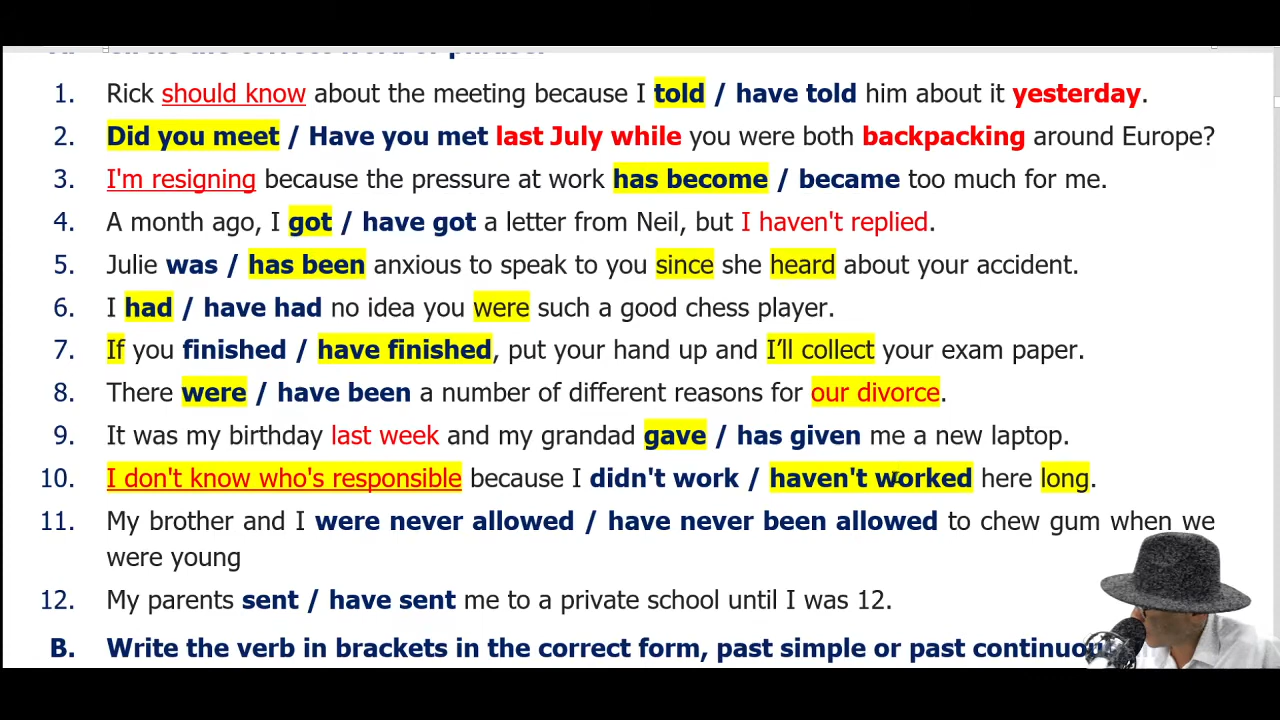 1. Rick should know about the meeting because I told / have told him about it yesterday.
2. Did you meet / Have you met last July while you were both backpacking around Europe?
3. I'm resigning because the pressure at work has become / became too much for me.
4. A month ago, I got / have got a letter from Neil, but I haven't replied.
5. Julie was / has been anxious to speak to you since she heard about your accident.
6. I had / have had no idea you were such a good chess player.
7. If you finished / have finished, put your hand up and I’ll collect your exam paper.
8. There were / have been a number of different reasons for our divorce.
9. It was my birthday last week and my grandad gave / has given me a new laptop.
10. I don't know who's responsible because I didn't work / haven't worked here long.
11. My brother and I were never allowed / have never been allowed to chew gum when we
were young
12. My parents sent / have sent me to a private school until I was 12.
B. Write the verb in brackets in the correct form, past simple or past